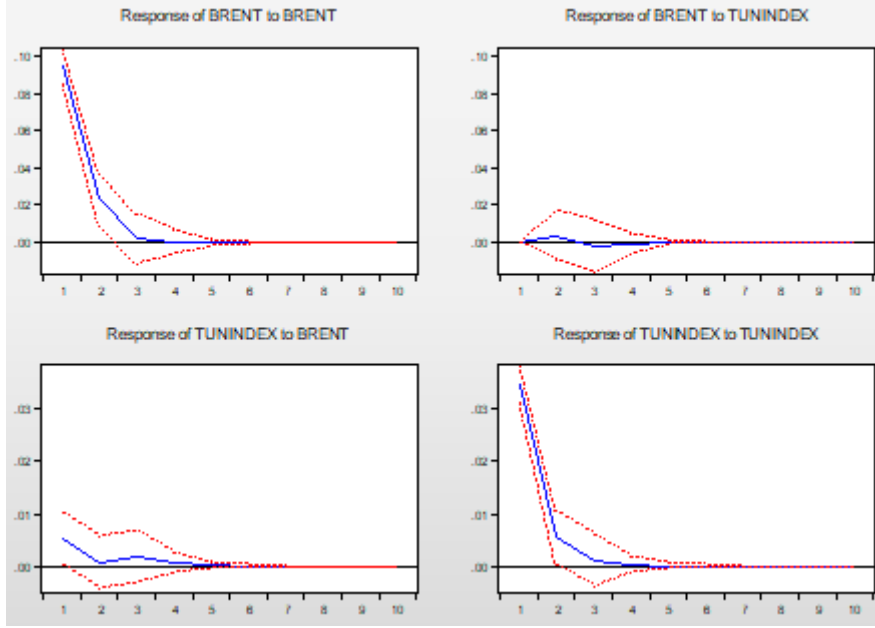 Response of BRENT to BRENT
.10
.08
.06
.04
.02
.00
1 2 3 4 5 6 7 8 9 10
Response of BRENT to TUNINDEX
.10
.08
.06
.04
.02
.00
1 2 3 4 5 6 7 8 9 10
Response of TUNINDEX to BRENT
.03
.02
.01
.00
1 2 3 4 5 6 7 8 9 10
Response of TUNINDEX to TUNINDEX
.03
.02
.01
.00
1 2 3 4 5 6 7 8 9 10